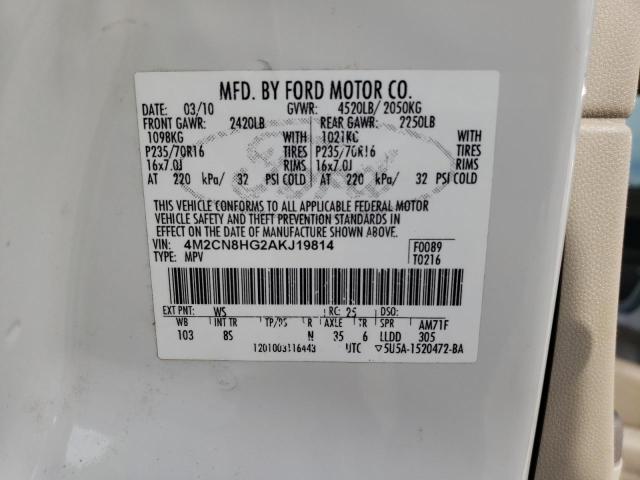 MFD. BY FORD MOTOR CO.
DATE: 03/10 GVWR: 4520LB/ 2050KG
FRONT GAWR: 2420LB REAR GAWR: 2250LB
1098KG WITH 1021KG WITH
P235/70R16 TIRES P235/70R16 TIRES
16x7.0J RIMS 16x7.0J RIMS
AT 220 kPa/ 32 PSI COLD AT 220 kPa/ 32 PSI COLD
THIS VEHICLE CONFORMS TO ALL APPLICABLE FEDERAL MOTOR
VEHICLE SAFETY AND THEFT PREVENTION STANDARDS IN
EFFECT ON THE DATE OF MANUFACTURE SHOWN ABOVE.
VIN: 4M2CN8HG2AKJ19814 F0089
TYPE: MPV T0216
EXT PNT: WS RC: 25 DSO:
WB INT TR TP/PS R AXLE TR SPR AM71F
103 BS N 35 6 LLDD 305
1201003116443 UTC ▽5U5A-1520472-BA